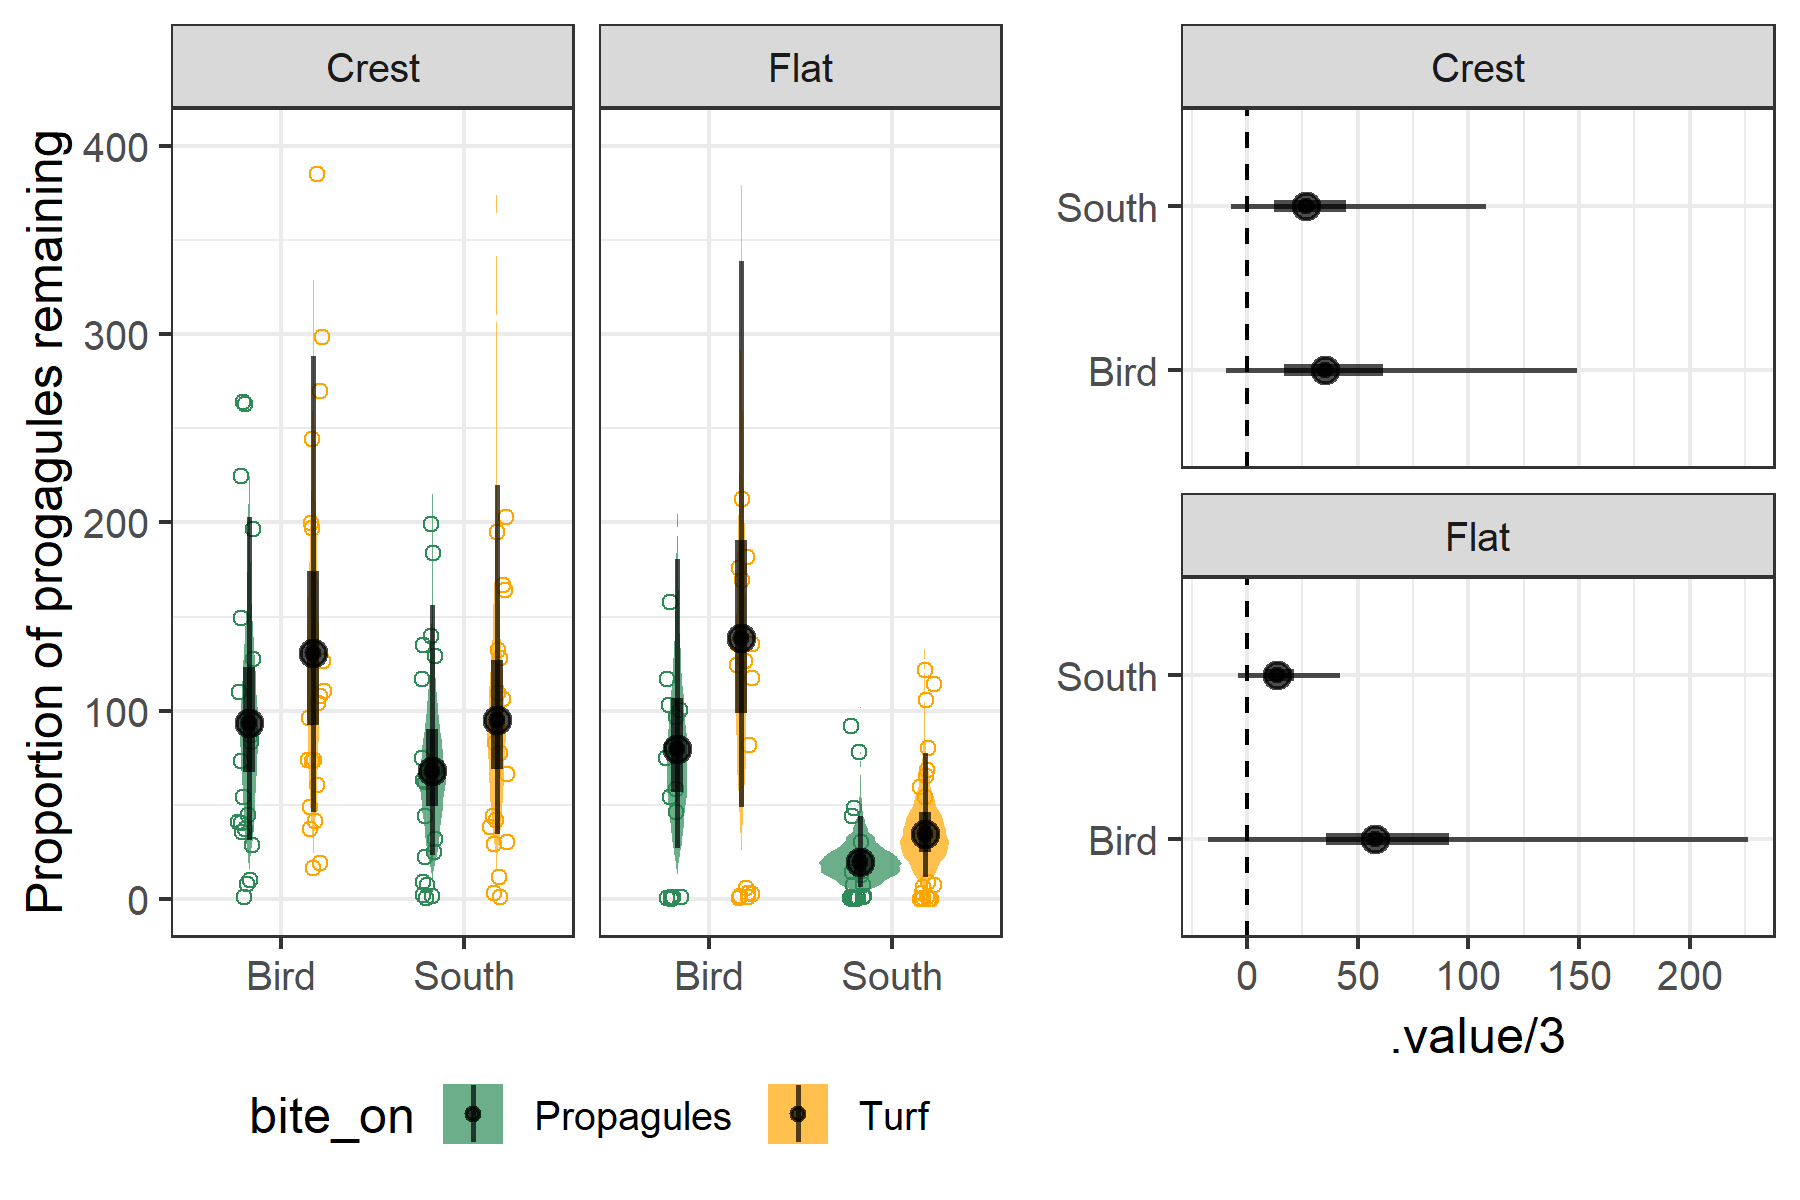 Crest
Flat
Proportion of progagules remaining
400
300
200
100
0
Bird
South
Bird
South
bite_on
Propagules
Turf
Crest
South
Bird
Flat
South
Bird
0 50 100 150 200
.value/3